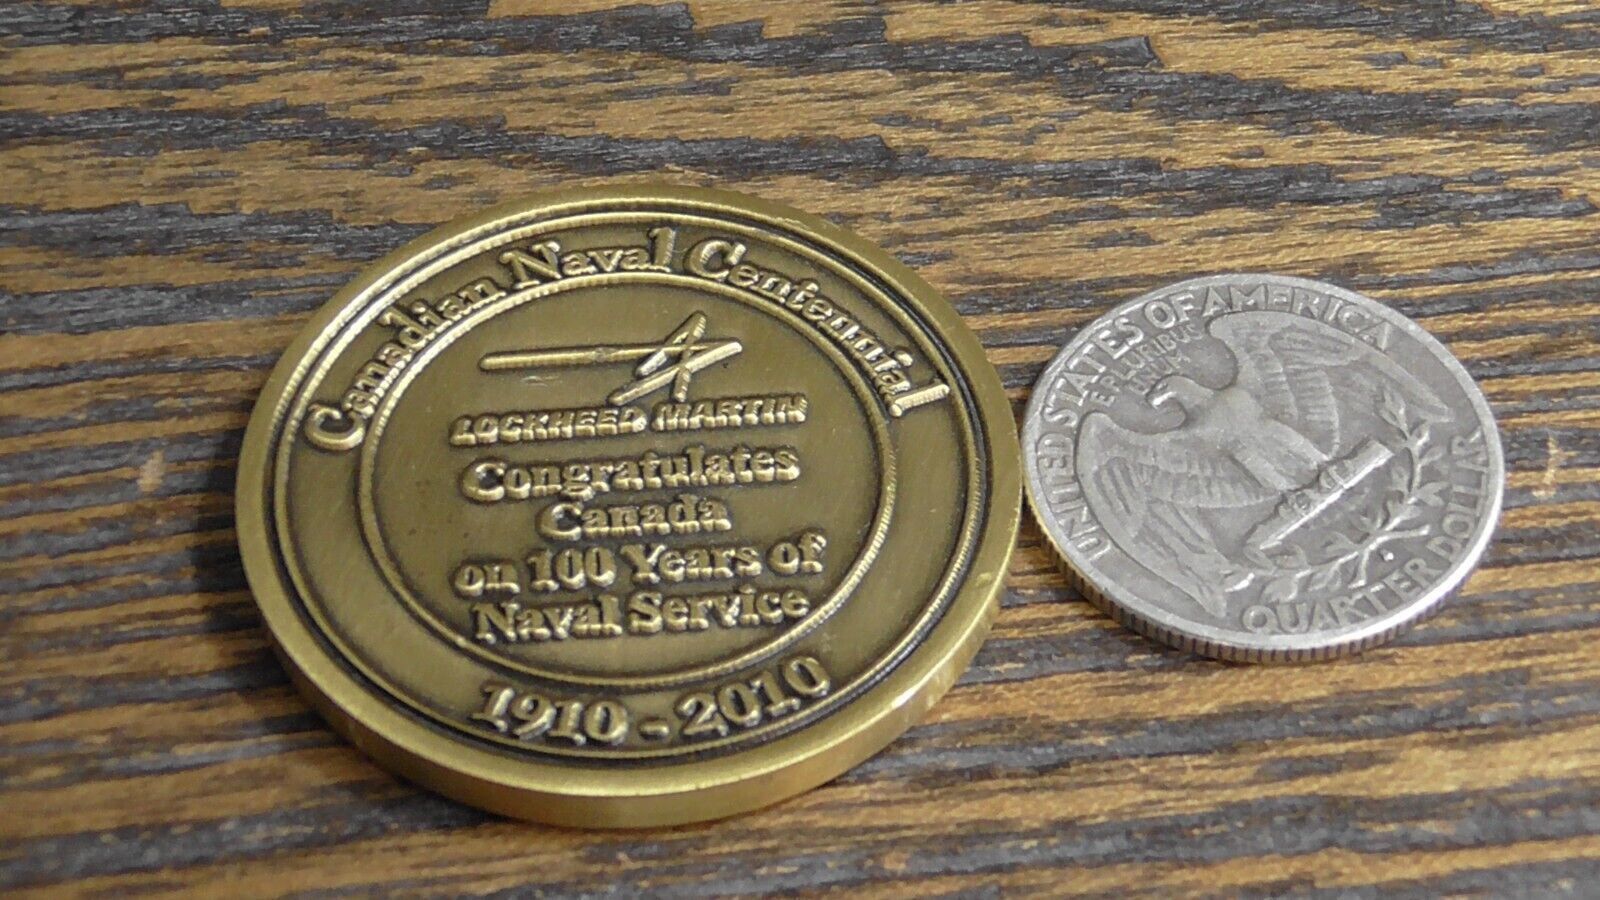 Canadian Naval Centennial
LOCKHEED MARTIN
Congratulates
Canada
on 100 Years of
Naval Service
1910 - 2010
UNITED STATES OF AMERICA
E PLURIBUS
UNUM
QUARTER DOLLAR